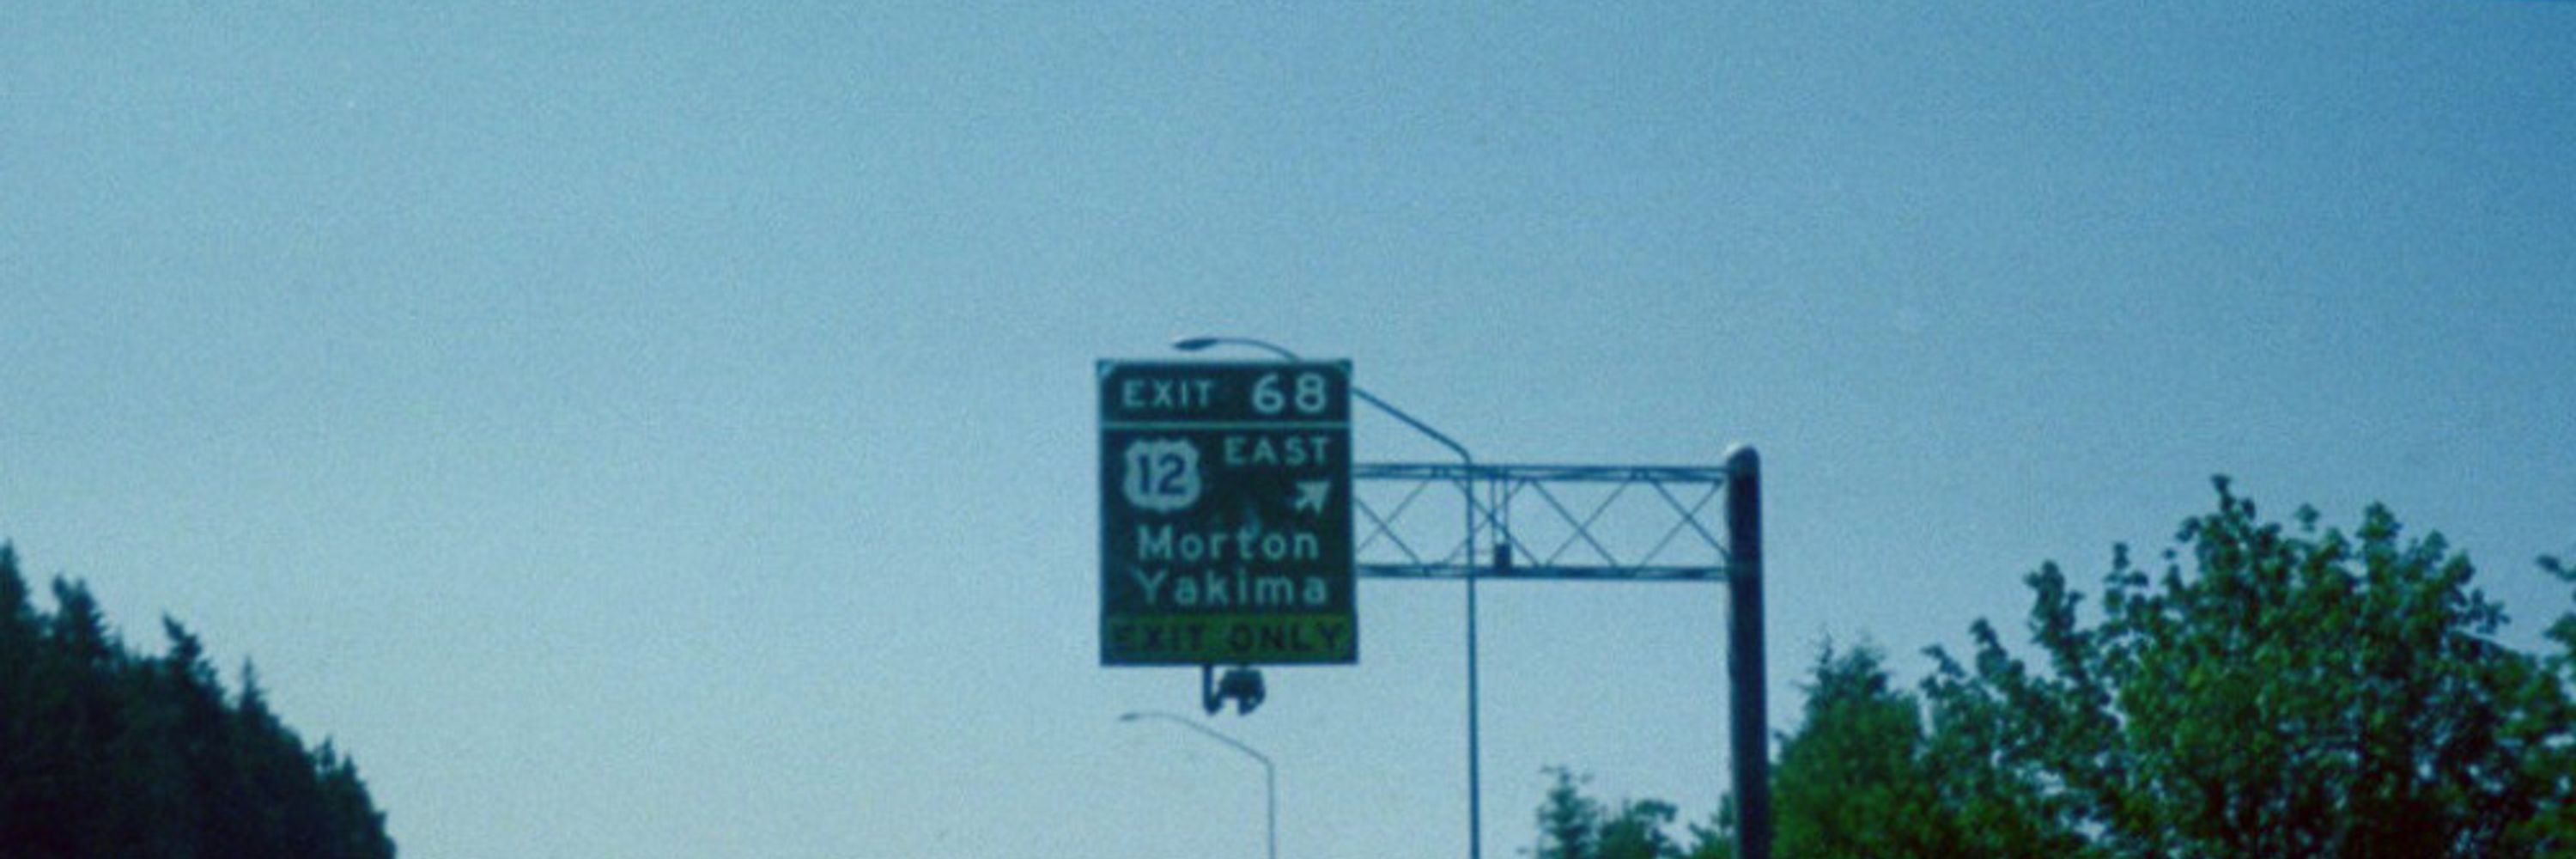 EXIT 68
12 EAST
Morton
Yakima
EXIT ONLY